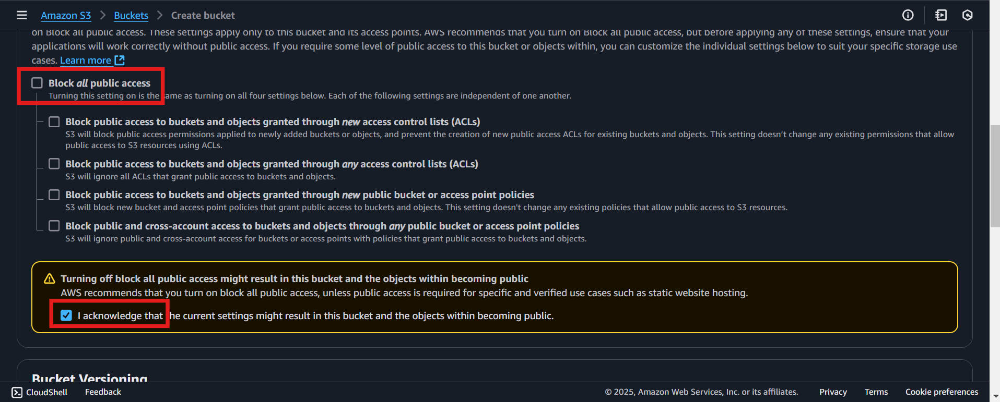 Amazon S3 > Buckets > Create bucket
on Block all public access. These settings apply only to this bucket and its access points. AWS recommends that you turn on Block all public access, but before applying any of these settings, ensure that your
applications will work correctly without public access. If you require some level of public access to this bucket or objects within, you can customize the individual settings below to suit your specific storage use
cases. Learn more
Block all public access
Turning this setting on is the same as turning on all four settings below. Each of the following settings are independent of one another.
Block public access to buckets and objects granted through new access control lists (ACLs)
S3 will block public access permissions applied to newly added buckets or objects, and prevent the creation of new public access ACLs for existing buckets and objects. This setting doesn’t change any existing permissions that allow
public access to S3 resources using ACLs.
Block public access to buckets and objects granted through any access control lists (ACLs)
S3 will ignore all ACLs that grant public access to buckets and objects.
Block public access to buckets and objects granted through new public bucket or access point policies
S3 will block new bucket and access point policies that grant public access to buckets and objects. This setting doesn't change any existing policies that allow public access to S3 resources.
Block public and cross-account access to buckets and objects through any public bucket or access point policies
S3 will ignore public and cross-account access for buckets or access points with policies that grant public access to buckets and objects.
Turning off block all public access might result in this bucket and the objects within becoming public
AWS recommends that you turn on block all public access, unless public access is required for specific and verified use cases such as static website hosting.
I acknowledge that the current settings might result in this bucket and the objects within becoming public.
Bucket Versioning
CloudShell Feedback © 2025, Amazon Web Services, Inc. or its affiliates. Privacy Terms Cookie preferences